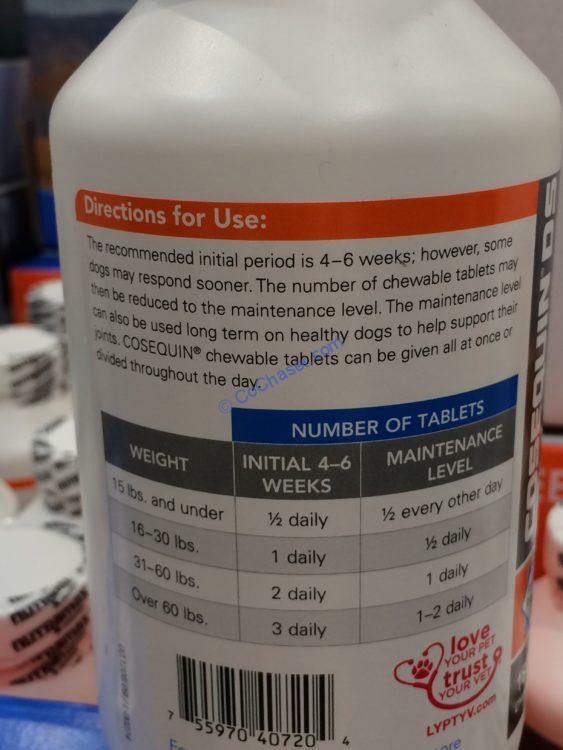 Directions for Use:
The recommended initial period is 4–6 weeks; however, some
dogs may respond sooner. The number of chewable tablets may
then be reduced to the maintenance level. The maintenance level
can also be used long term on healthy dogs to help support their
joints. COSEQUIN® chewable tablets can be given all at once or
divided throughout the day.
© CoChaser.com
NUMBER OF TABLETS
WEIGHT INITIAL 4–6 WEEKS MAINTENANCE LEVEL
15 lbs. and under ½ daily ½ every other day
16–30 lbs. 1 daily ½ daily
31–60 lbs. 2 daily 1 daily
Over 60 lbs. 3 daily 1–2 daily
love
YOUR PET
trust
YOUR VET
LYPTYV.com
7 55970 40720 4
COSEQUIN DS